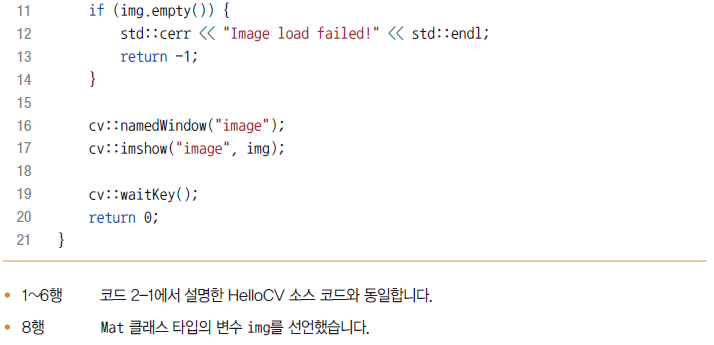 11 if (img.empty()) {
12 std::cerr << "Image load failed!" << std::endl;
13 return -1;
14 }
15
16 cv::namedWindow("image");
17 cv::imshow("image", img);
18
19 cv::waitKey();
20 return 0;
21 }
• 1~6행 코드 2-1에서 설명한 HelloCV 소스 코드와 동일합니다.
• 8행 Mat 클래스 타입의 변수 img를 선언했습니다.